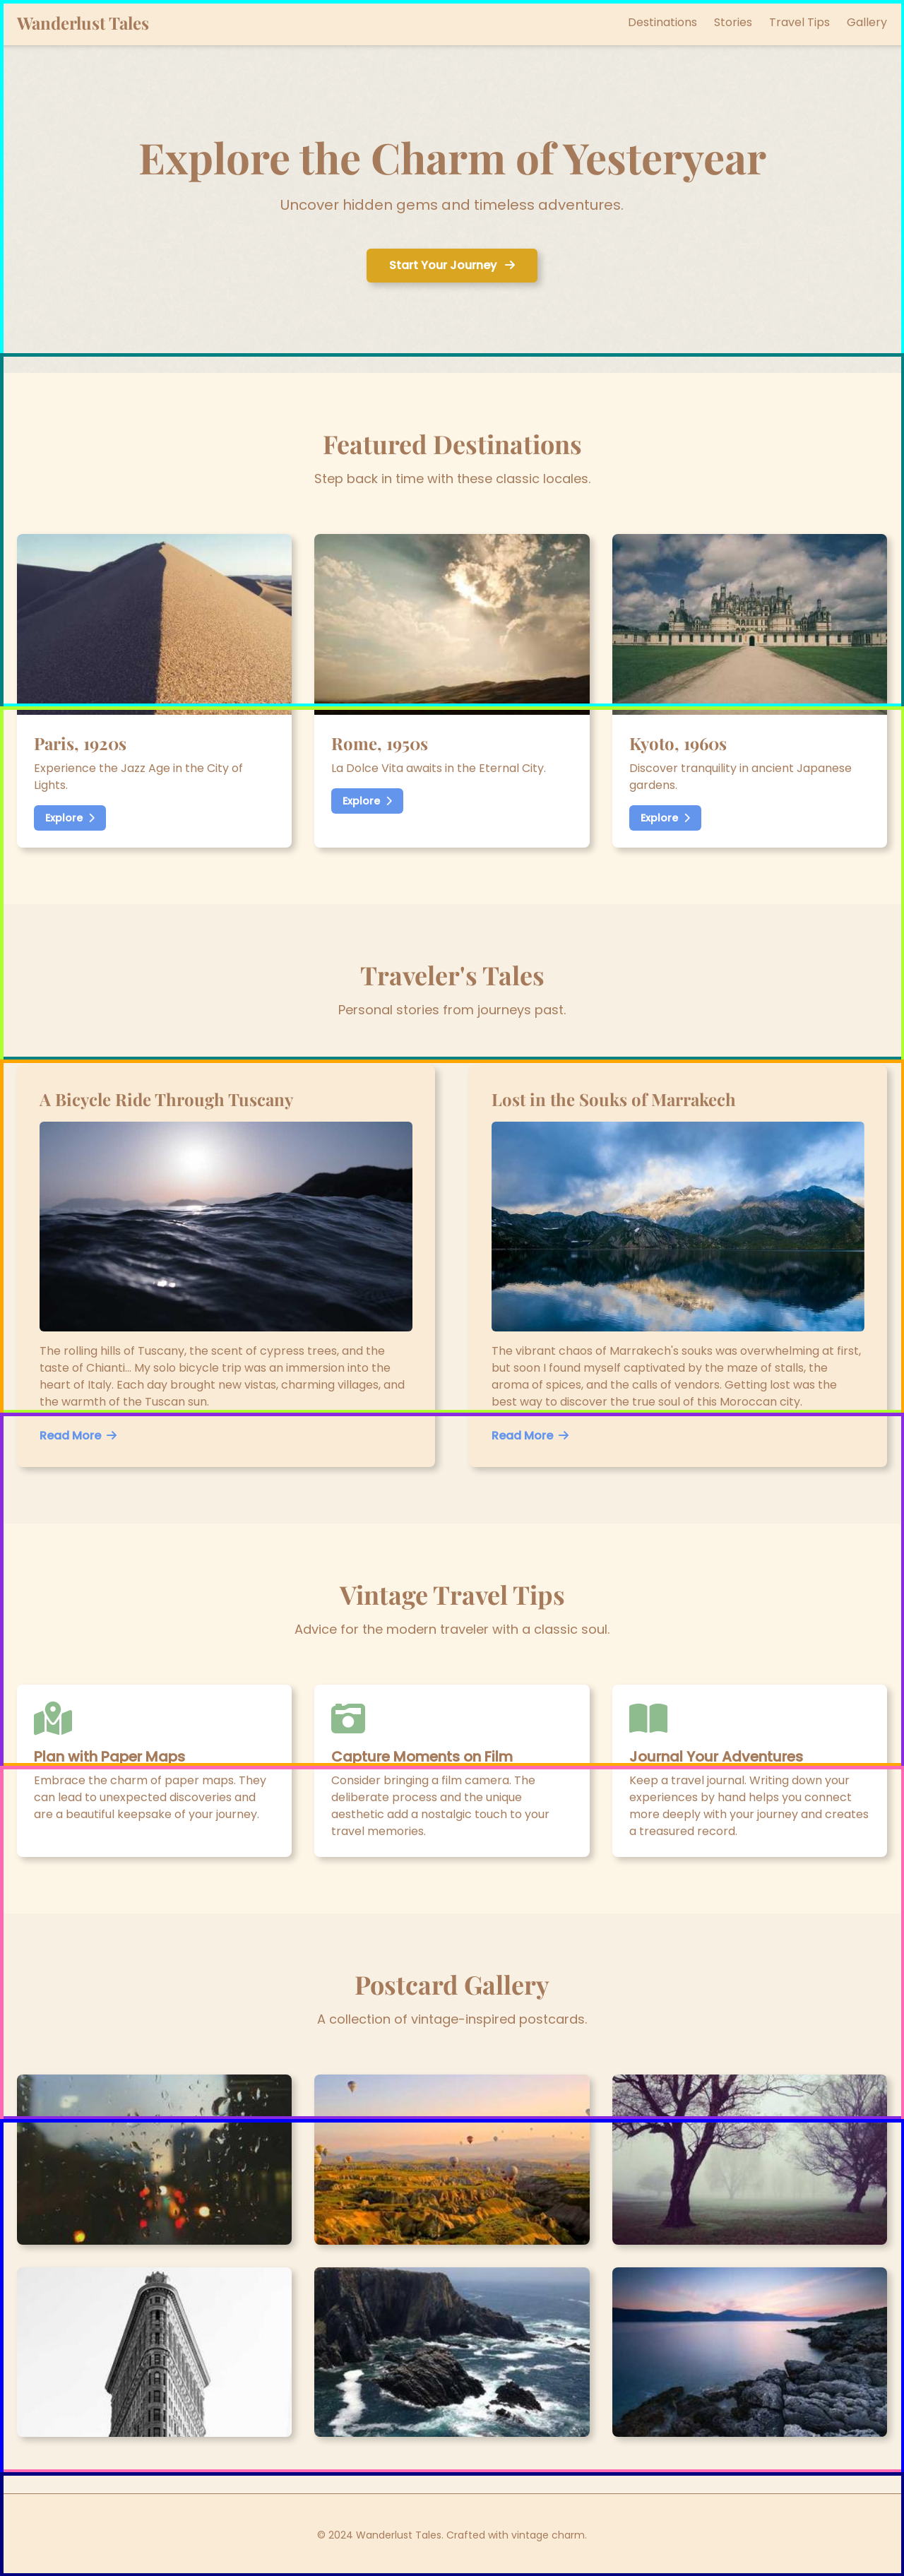 Wanderlust Tales
Destinations Stories Travel Tips Gallery
Explore the Charm of Yesteryear
Uncover hidden gems and timeless adventures.
Start Your Journey
Featured Destinations
Step back in time with these classic locales.
Paris, 1920s
Experience the Jazz Age in the City of
Lights.
Explore
Rome, 1950s
La Dolce Vita awaits in the Eternal City.
Explore
Kyoto, 1960s
Discover tranquility in ancient Japanese
gardens.
Explore
Traveler's Tales
Personal stories from journeys past.
A Bicycle Ride Through Tuscany
The rolling hills of Tuscany, the scent of cypress trees, and the
taste of Chianti... My solo bicycle trip was an immersion into the
heart of Italy. Each day brought new vistas, charming villages, and
the warmth of the Tuscan sun.
Read More
Lost in the Souks of Marrakech
The vibrant chaos of Marrakech's souks was overwhelming at first,
but soon I found myself captivated by the maze of stalls, the
aroma of spices, and the calls of vendors. Getting lost was the
best way to discover the true soul of this Moroccan city.
Read More
Vintage Travel Tips
Advice for the modern traveler with a classic soul.
Plan with Paper Maps
Embrace the charm of paper maps. They
can lead to unexpected discoveries and
are a beautiful keepsake of your journey.
Capture Moments on Film
Consider bringing a film camera. The
deliberate process and the unique
aesthetic add a nostalgic touch to your
travel memories.
Journal Your Adventures
Keep a travel journal. Writing down your
experiences by hand helps you connect
more deeply with your journey and creates
a treasured record.
Postcard Gallery
A collection of vintage-inspired postcards.
© 2024 Wanderlust Tales. Crafted with vintage charm.